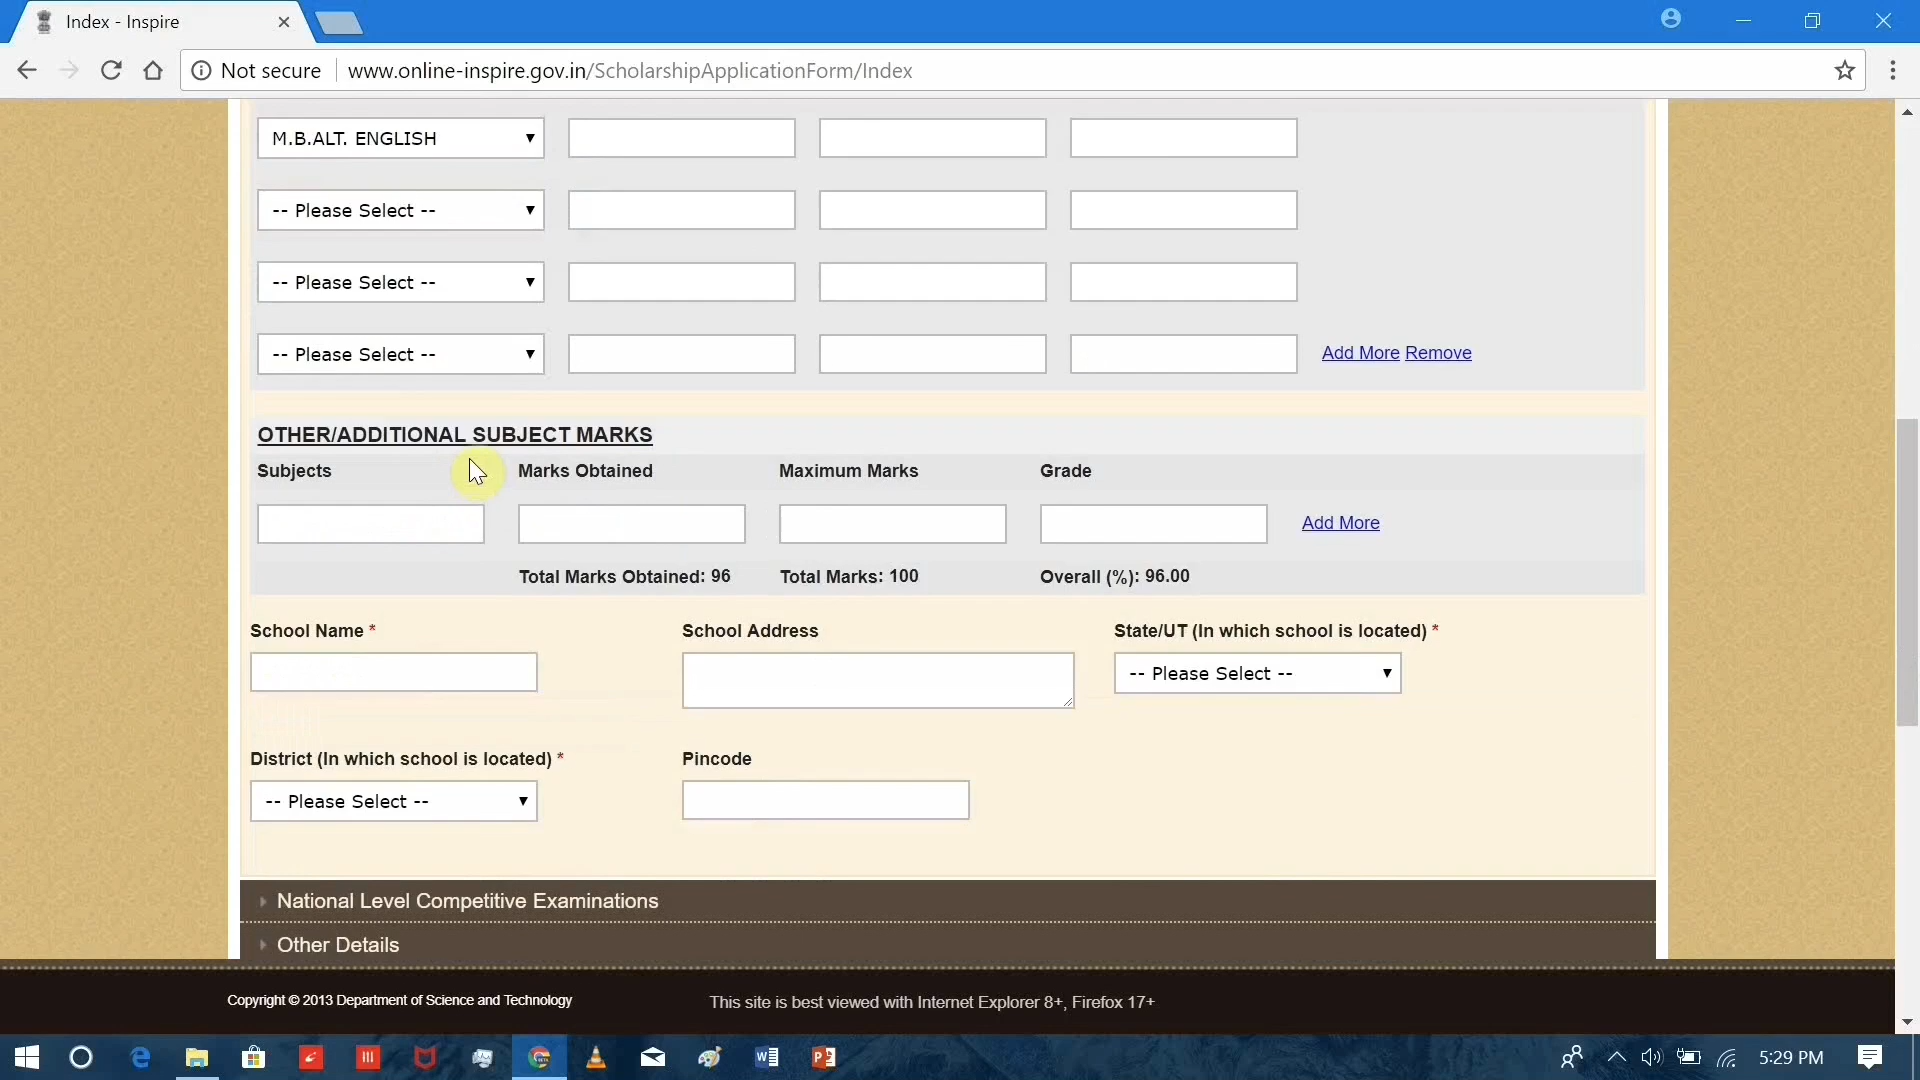 Index - Inspire
Not secure www.online-inspire.gov.in/ScholarshipApplicationForm/Index
M.B.ALT. ENGLISH
-- Please Select --
-- Please Select --
-- Please Select -- Add More Remove
OTHER/ADDITIONAL SUBJECT MARKS
Subjects Marks Obtained Maximum Marks Grade
Add More
Total Marks Obtained: 96 Total Marks: 100 Overall (%): 96.00
School Name * School Address State/UT (In which school is located) *
-- Please Select --
District (In which school is located) * Pincode
-- Please Select --
National Level Competitive Examinations
Other Details
Copyright © 2013 Department of Science and Technology This site is best viewed with Internet Explorer 8+, Firefox 17+
5:29 PM